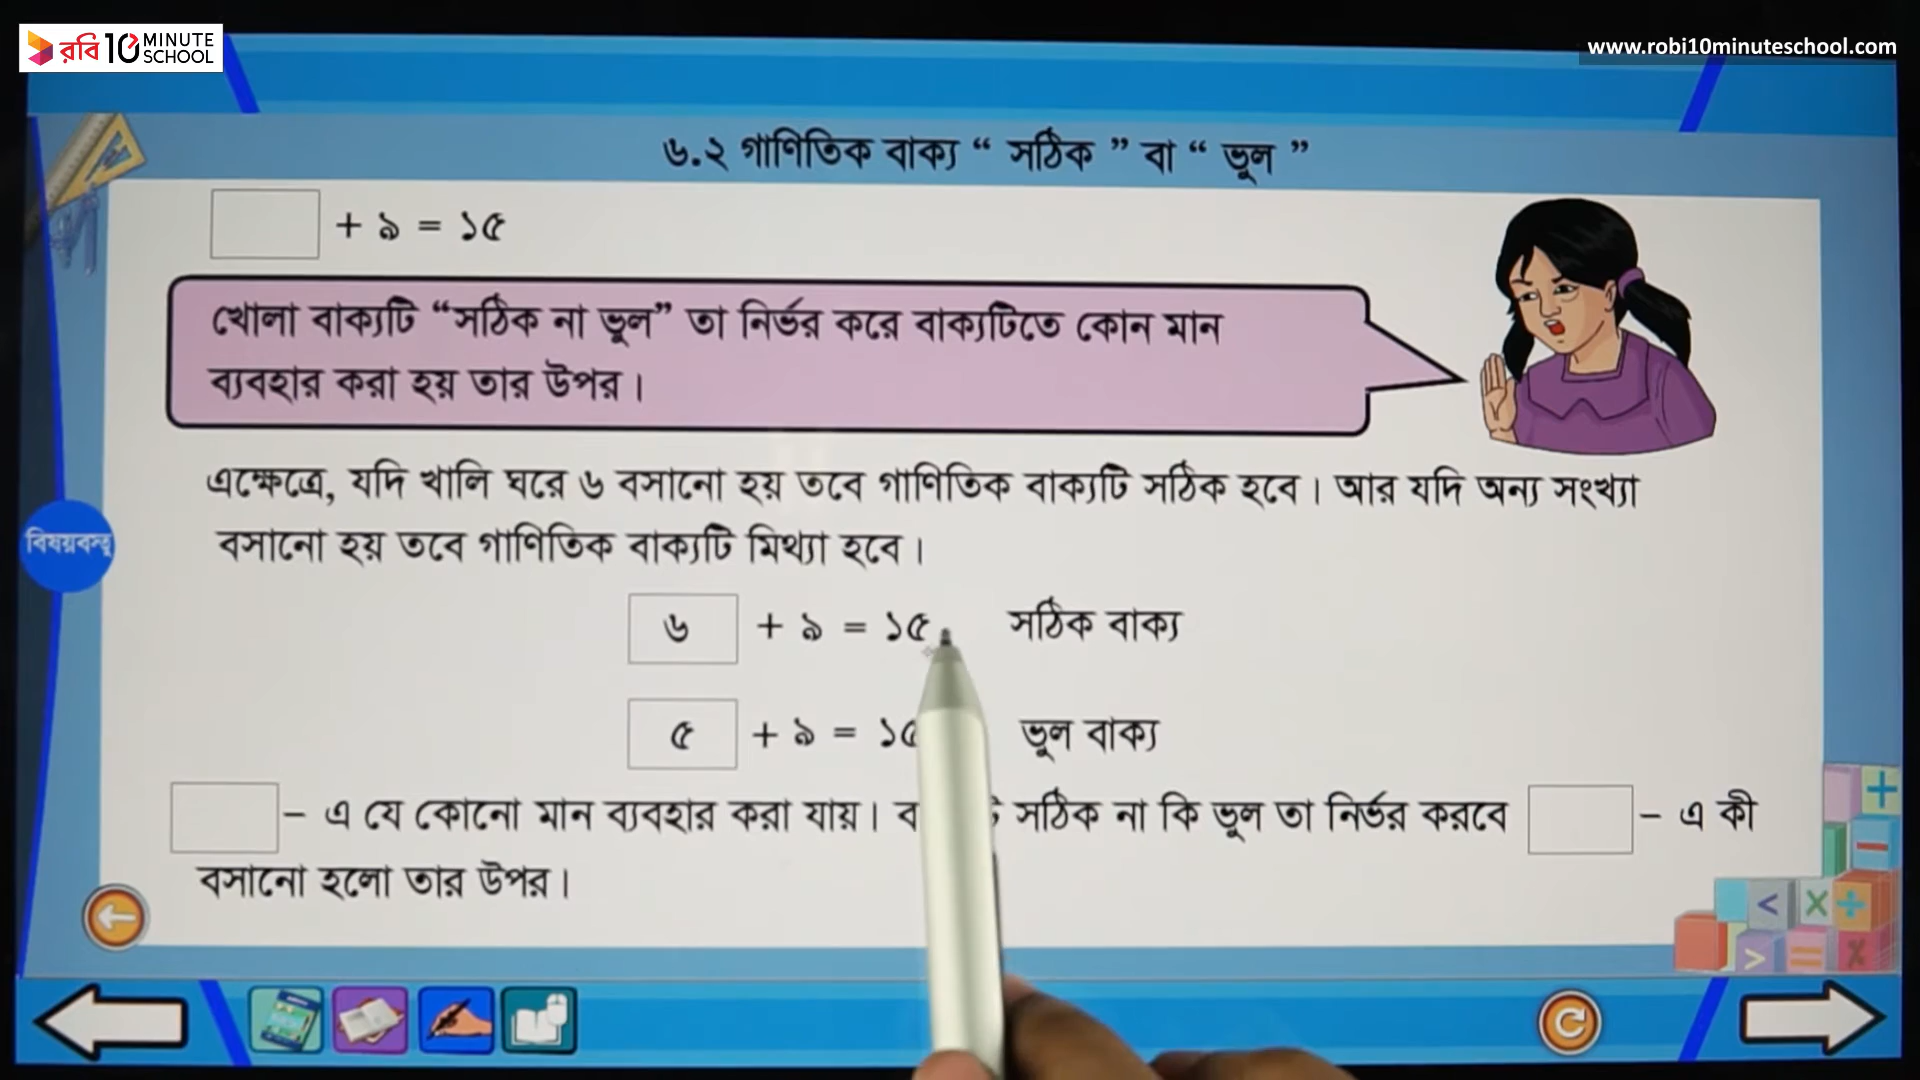 রবি 10 MINUTE SCHOOL
www.robi10minuteschool.com
৬.২ গাণিতিক বাক্য “ সঠিক ” বা “ ভুল ”
+ ৯ = ১৫
খোলা বাক্যটি “সঠিক না ভুল” তা নির্ভর করে বাক্যটিতে কোন মান
ব্যবহার করা হয় তার উপর।
এক্ষেত্রে, যদি খালি ঘরে ৬ বসানো হয় তবে গাণিতিক বাক্যটি সঠিক হবে। আর যদি অন্য সংখ্যা
বসানো হয় তবে গাণিতিক বাক্যটি মিথ্যা হবে।
বিষয়বস্তু
৬ + ৯ = ১৫ সঠিক বাক্য
৫ + ৯ = ১৫ ভুল বাক্য
– এ যে কোনো মান ব্যবহার করা যায়। সঠিক না কি ভুল তা নির্ভর করবে – এ কী
বসানো হলো তার উপর।
+
–
< × ÷
> = ×